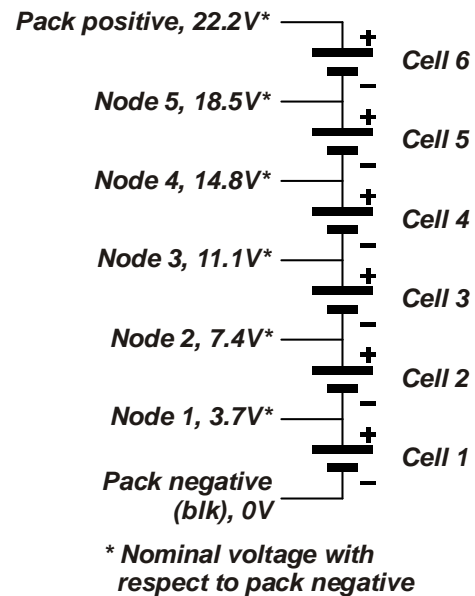 Pack positive, 22.2V*
+
Cell 6
–
Node 5, 18.5V*
+
Cell 5
–
Node 4, 14.8V*
+
Cell 4
–
Node 3, 11.1V*
+
Cell 3
–
Node 2, 7.4V*
+
Cell 2
–
Node 1, 3.7V*
+
Cell 1
–
Pack negative
(blk), 0V
* Nominal voltage with
respect to pack negative